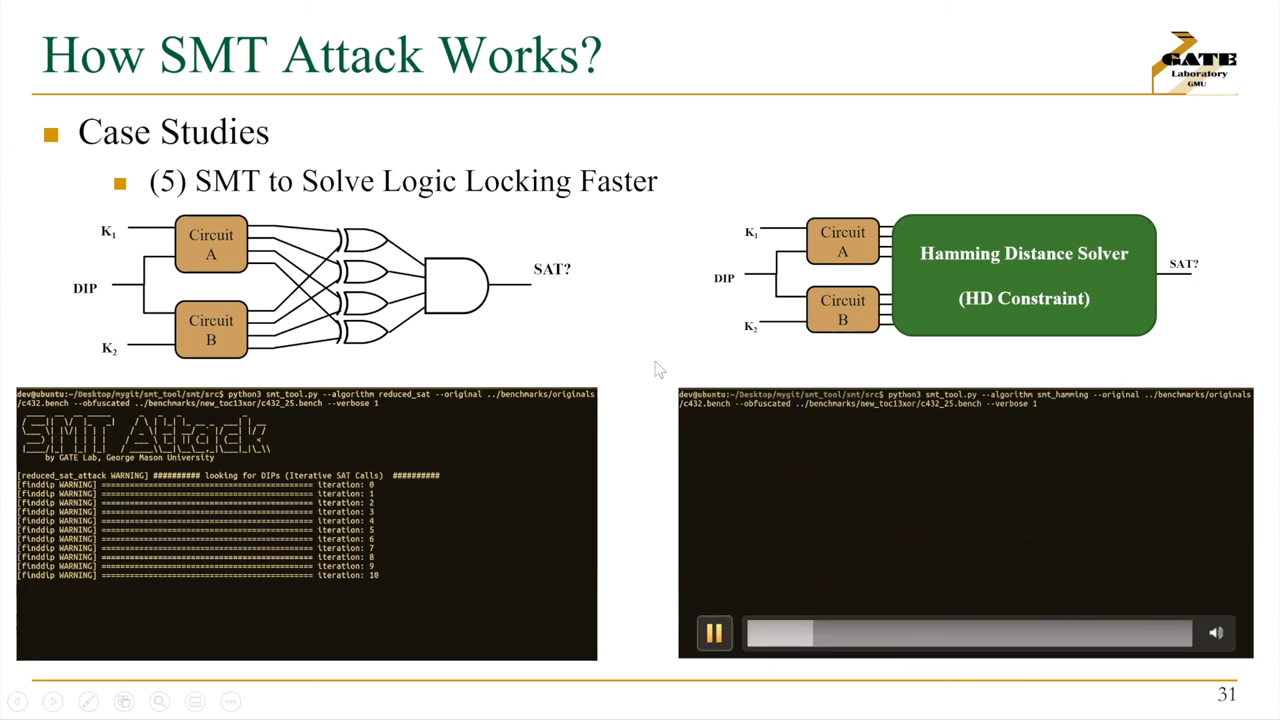 How SMT Attack Works?
GATE
Laboratory
GMU
Case Studies
(5) SMT to Solve Logic Locking Faster
K1
Circuit
A
DIP
Circuit
B
K2
SAT?
K1
Circuit
A
DIP
Circuit
B
K2
Hamming Distance Solver
(HD Constraint)
SAT?
dev@ubuntu:~/Desktop/mygit/smt_tool/smt/src$ python3 smt_tool.py --algorithm reduced_sat --original ../benchmarks/originals
/c432.bench --obfuscated ../benchmarks/new_toc13xor/c432_25.bench --verbose 1
SMT Attack
by GATE Lab, George Mason University
[reduced_sat_attack WARNING] ########## looking for DIPs (Iterative SAT Calls) ##########
[finddip WARNING] ========================================== iteration: 0
[finddip WARNING] ========================================== iteration: 1
[finddip WARNING] ========================================== iteration: 2
[finddip WARNING] ========================================== iteration: 3
[finddip WARNING] ========================================== iteration: 4
[finddip WARNING] ========================================== iteration: 5
[finddip WARNING] ========================================== iteration: 6
[finddip WARNING] ========================================== iteration: 7
[finddip WARNING] ========================================== iteration: 8
[finddip WARNING] ========================================== iteration: 9
[finddip WARNING] ========================================== iteration: 10
dev@ubuntu:~/Desktop/mygit/smt_tool/smt/src$ python3 smt_tool.py --algorithm smt_hamming --original ../benchmarks/originals
/c432.bench --obfuscated ../benchmarks/new_toc13xor/c432_25.bench --verbose 1
31